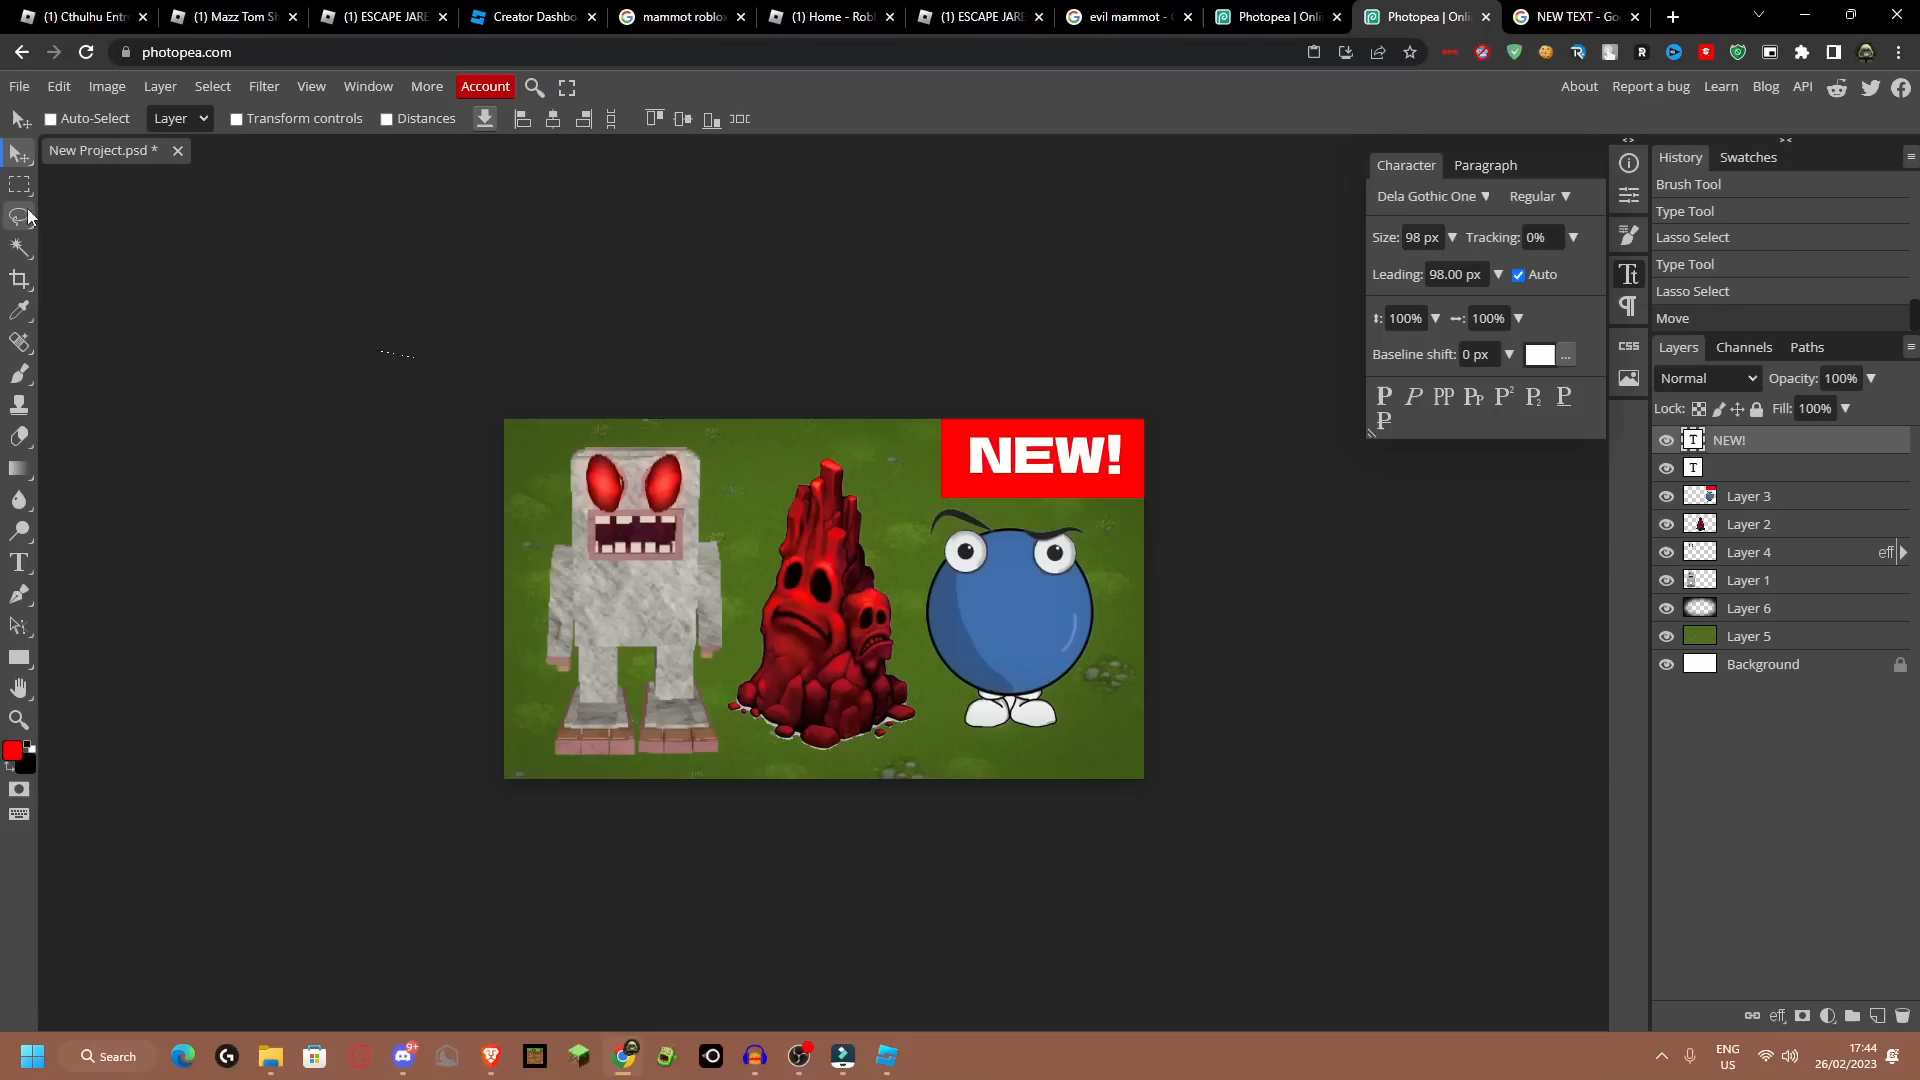 (1) Cthulhu Entr
(1) Mazz Tom S
(1) ESCAPE JARE
Creator Dashbo
mammot roblo
(1) Home - Rob
(1) ESCAPE JARE
evil mammot -
Photopea | Onli
Photopea | Onli
NEW TEXT - Go
photopea.com
File Edit Image Layer Select Filter View Window More Account
About Report a bug Learn Blog API
Auto-Select Layer Transform controls Distances
New Project.psd *
Character Paragraph
Dela Gothic One Regular
Size: 98 px Tracking: 0%
Leading: 98.00 px Auto
100% 100%
Baseline shift: 0 px ...
History Swatches
Brush Tool
Type Tool
Lasso Select
Type Tool
Lasso Select
Move
CSS
Layers Channels Paths
Normal Opacity: 100%
Lock: Fill: 100%
NEW!
Layer 3
Layer 2
Layer 4 eff
Layer 1
Layer 6
Layer 5
Background
NEW!
eff
Search
9+
ENG
US
17:44
26/02/2023